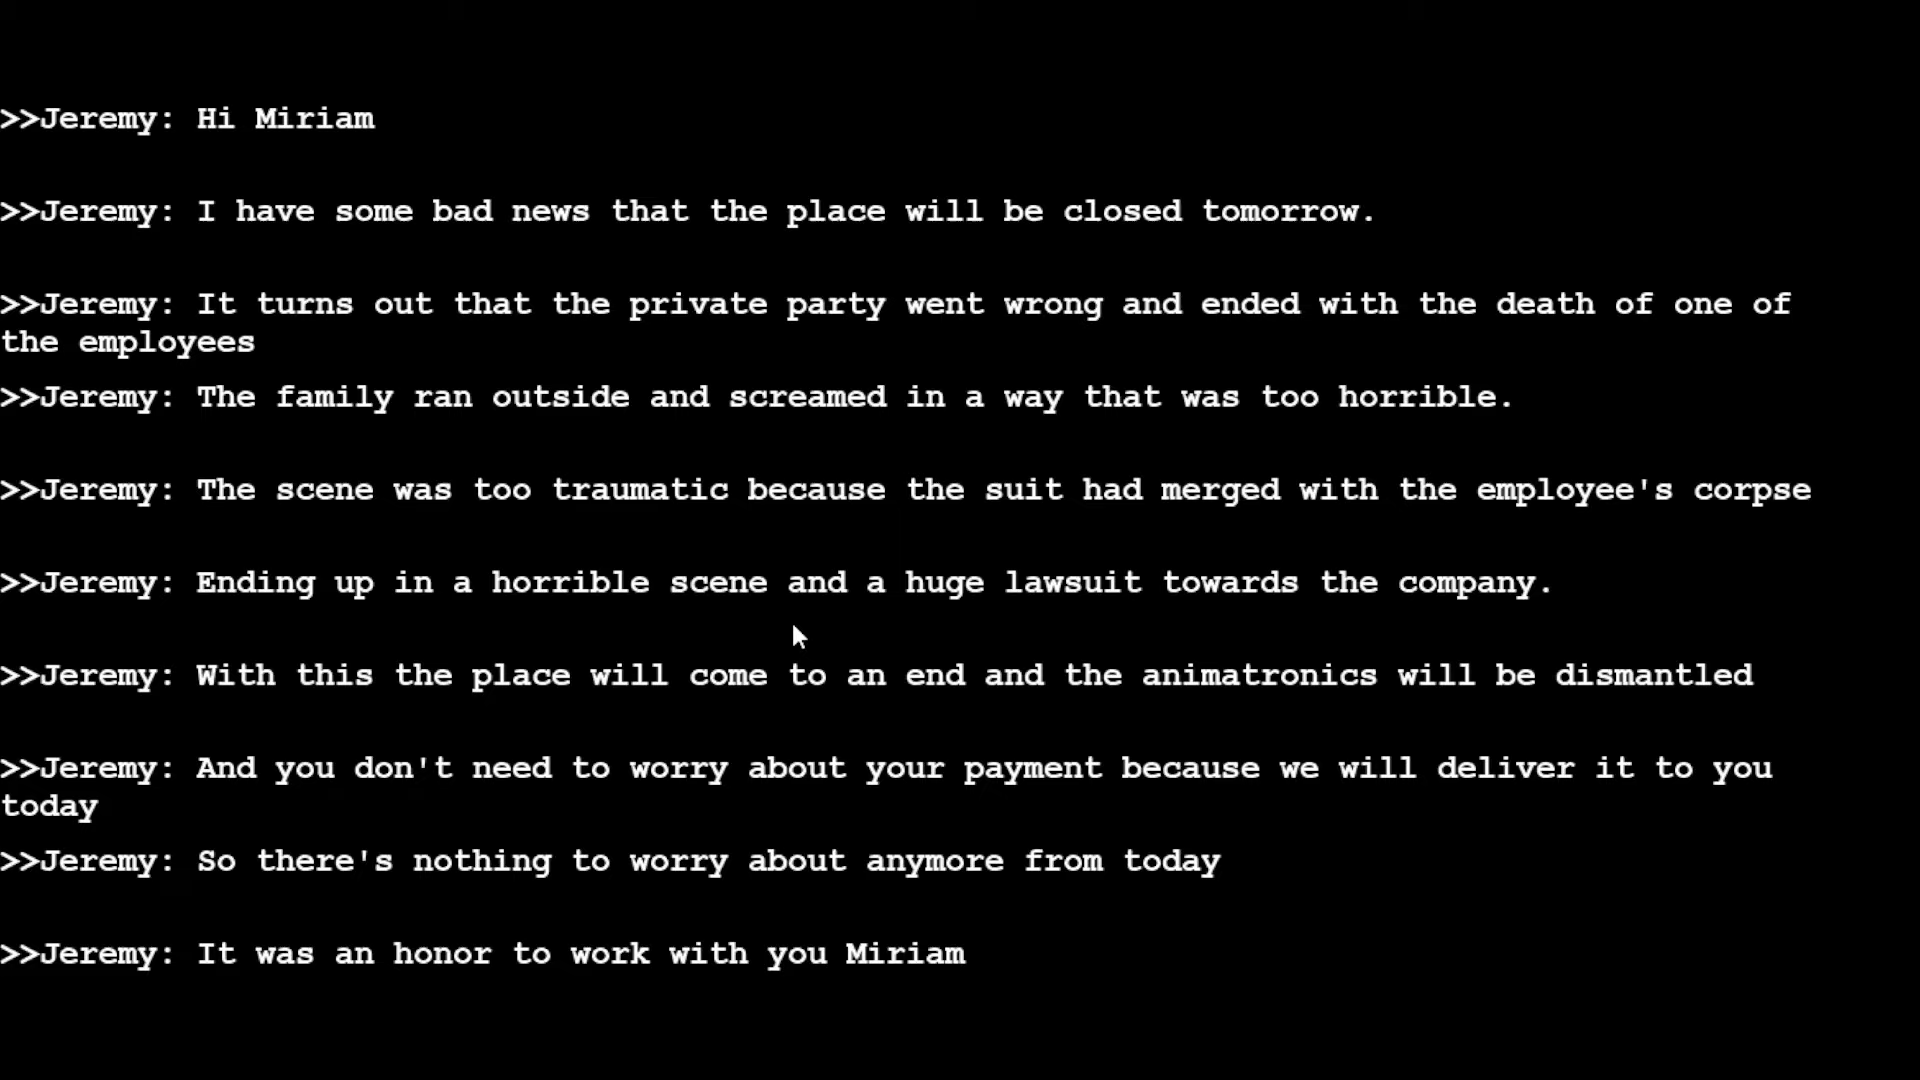 >>Jeremy: Hi Miriam
>>Jeremy: I have some bad news that the place will be closed tomorrow.
>>Jeremy: It turns out that the private party went wrong and ended with the death of one of
the employees
>>Jeremy: The family ran outside and screamed in a way that was too horrible.
>>Jeremy: The scene was too traumatic because the suit had merged with the employee's corpse
>>Jeremy: Ending up in a horrible scene and a huge lawsuit towards the company.
>>Jeremy: With this the place will come to an end and the animatronics will be dismantled
>>Jeremy: And you don't need to worry about your payment because we will deliver it to you
today
>>Jeremy: So there's nothing to worry about anymore from today
>>Jeremy: It was an honor to work with you Miriam